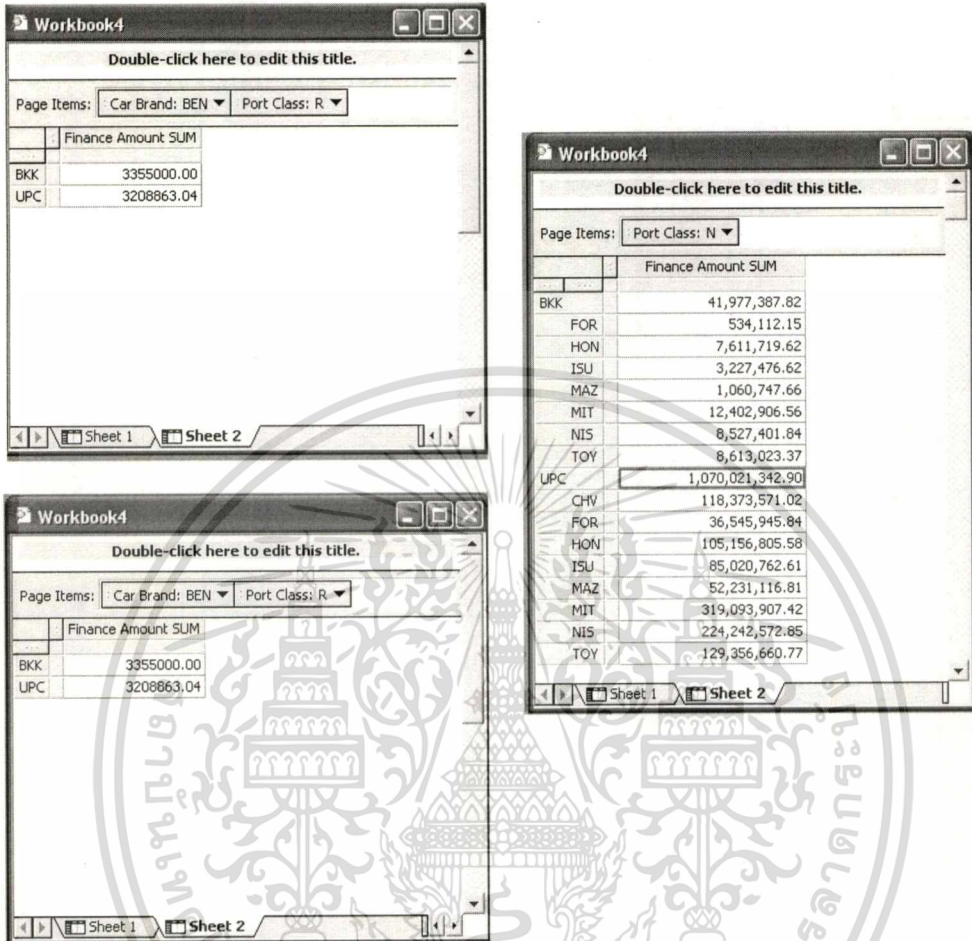 Workbook4
Double-click here to edit this title.
Page Items: Car Brand: BEN ▼ Port Class: R ▼
Finance Amount SUM
BKK 3355000.00
UPC 3208863.04
Sheet 1 Sheet 2
Workbook4
Double-click here to edit this title.
Page Items: Port Class: N ▼
Finance Amount SUM
BKK 41,977,387.82
FOR 534,112.15
HON 7,611,719.62
ISU 3,227,476.62
MAZ 1,060,747.66
MIT 12,402,906.56
NIS 8,527,401.84
TOY 8,613,023.37
UPC 1,070,021,342.90
CHV 118,373,571.02
FOR 36,545,945.84
HON 105,156,805.58
ISU 85,020,762.61
MAZ 52,231,116.81
MIT 319,093,907.42
NIS 224,242,572.85
TOY 129,356,660.77
Sheet 1 Sheet 2
Workbook4
Double-click here to edit this title.
Page Items: Car Brand: BEN ▼ Port Class: R ▼
Finance Amount SUM
BKK 3355000.00
UPC 3208863.04
Sheet 1 Sheet 2